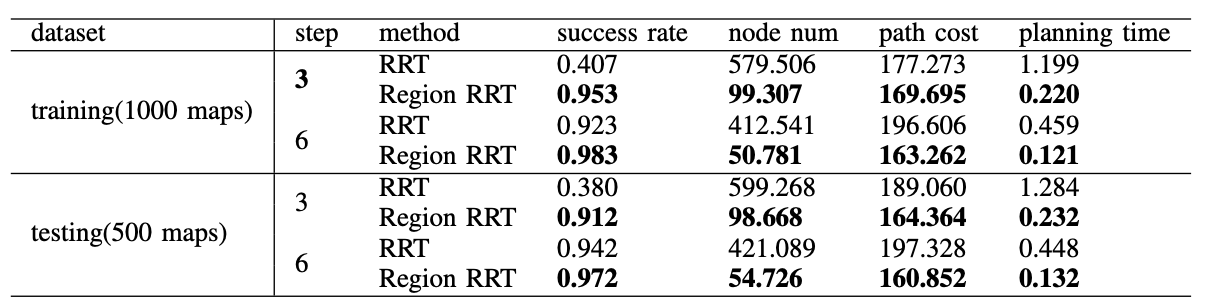 dataset step method success rate node num path cost planning time
training(1000 maps) 3 RRT 0.407 579.506 177.273 1.199
Region RRT 0.953 99.307 169.695 0.220
6 RRT 0.923 412.541 196.606 0.459
Region RRT 0.983 50.781 163.262 0.121
testing(500 maps) 3 RRT 0.380 599.268 189.060 1.284
Region RRT 0.912 98.668 164.364 0.232
6 RRT 0.942 421.089 197.328 0.448
Region RRT 0.972 54.726 160.852 0.132